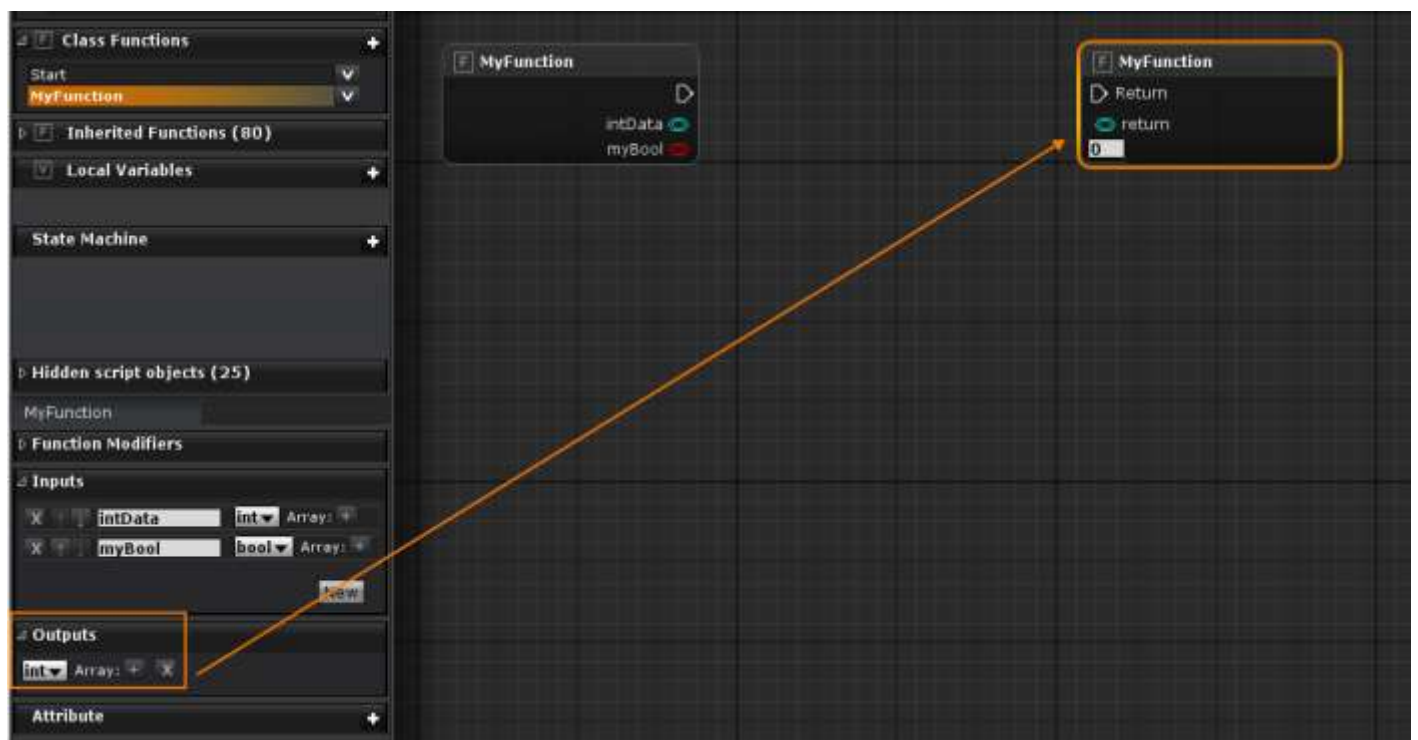 Class Functions
Start
MyFunction
Inherited Functions (80)
Local Variables
State Machine
Hidden script objects (25)
MyFunction
Function Modifiers
Inputs
X intData int Array: +
X myBool bool Array: +
New
Outputs
int Array: + X
Attribute +
MyFunction
intData
myBool
MyFunction
Return
return
0